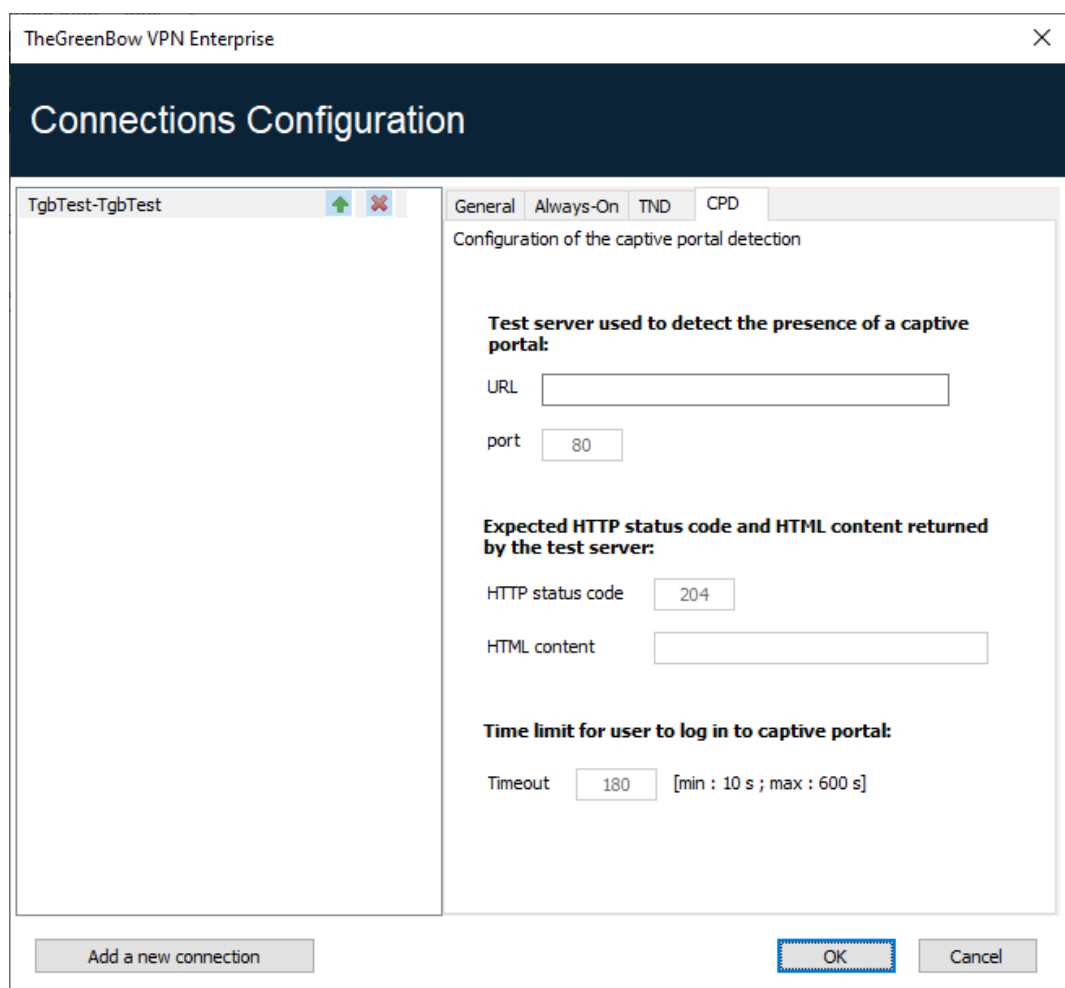 TheGreenBow VPN Enterprise
Connections Configuration
TgbTest-TgbTest
General Always-On TND CPD
Configuration of the captive portal detection
Test server used to detect the presence of a captive
portal:
URL
port 80
Expected HTTP status code and HTML content returned
by the test server:
HTTP status code 204
HTML content
Time limit for user to log in to captive portal:
Timeout 180 [min : 10 s ; max : 600 s]
Add a new connection OK Cancel